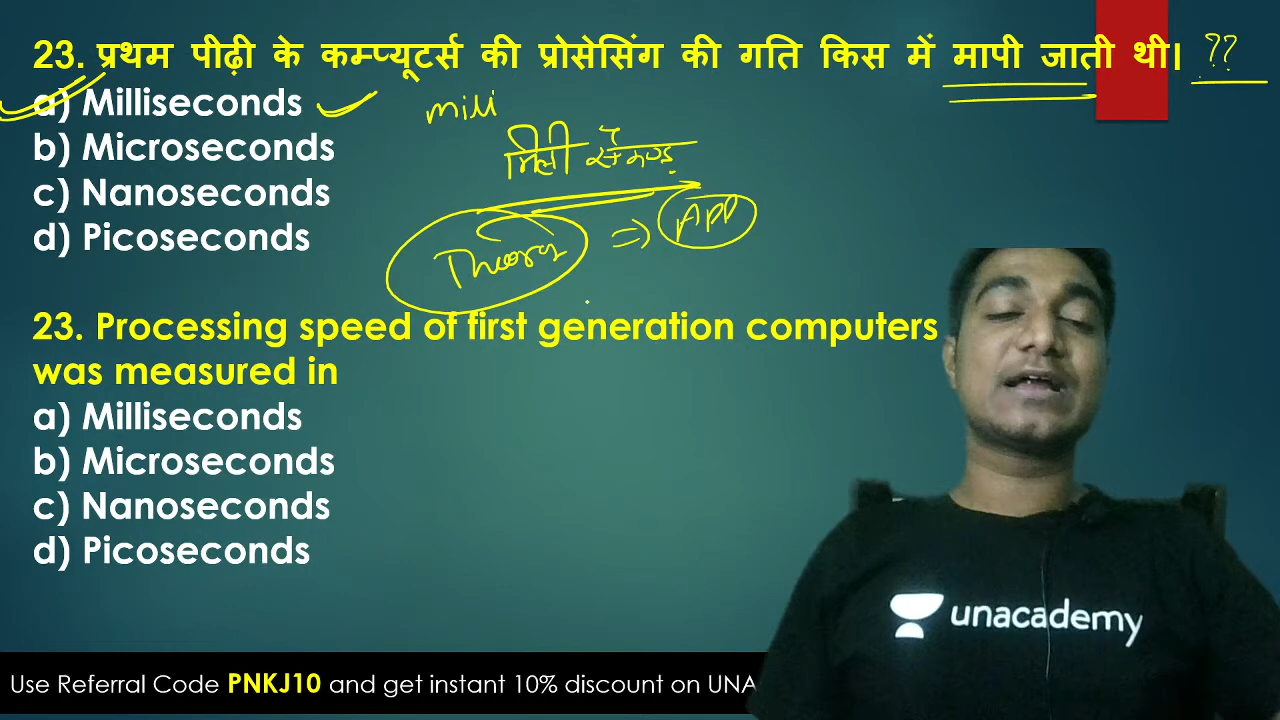 23. प्रथम पीढ़ी के कम्प्यूटर्स की प्रोसेसिंग की गति किस में मापी जाती थी। ??
a) Milliseconds
mili
b) Microseconds
मिली सेकण्ड
c) Nanoseconds
d) Picoseconds
Theory ⇒ App
23. Processing speed of first generation computers
was measured in
a) Milliseconds
b) Microseconds
c) Nanoseconds
d) Picoseconds
unacademy
Use Referral Code PNKJ10 and get instant 10% discount on UNA